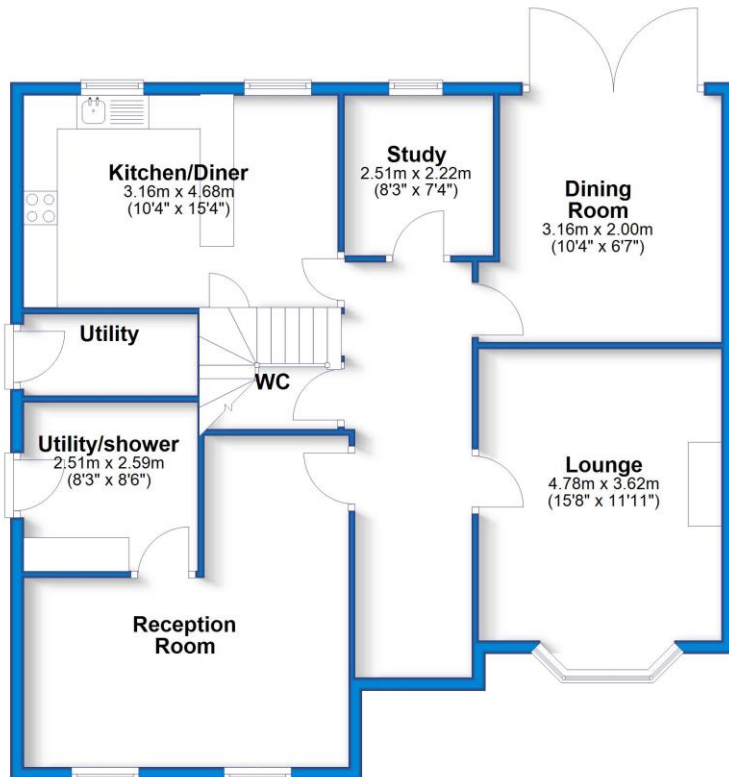 Kitchen/Diner
3.16m x 4.68m
(10'4" x 15'4")
Study
2.51m x 2.22m
(8'3" x 7'4")
Dining
Room
3.16m x 2.00m
(10'4" x 6'7")
Utility
WC
Utility/shower
2.51m x 2.59m
(8'3" x 8'6")
Lounge
4.78m x 3.62m
(15'8" x 11'11")
Reception
Room